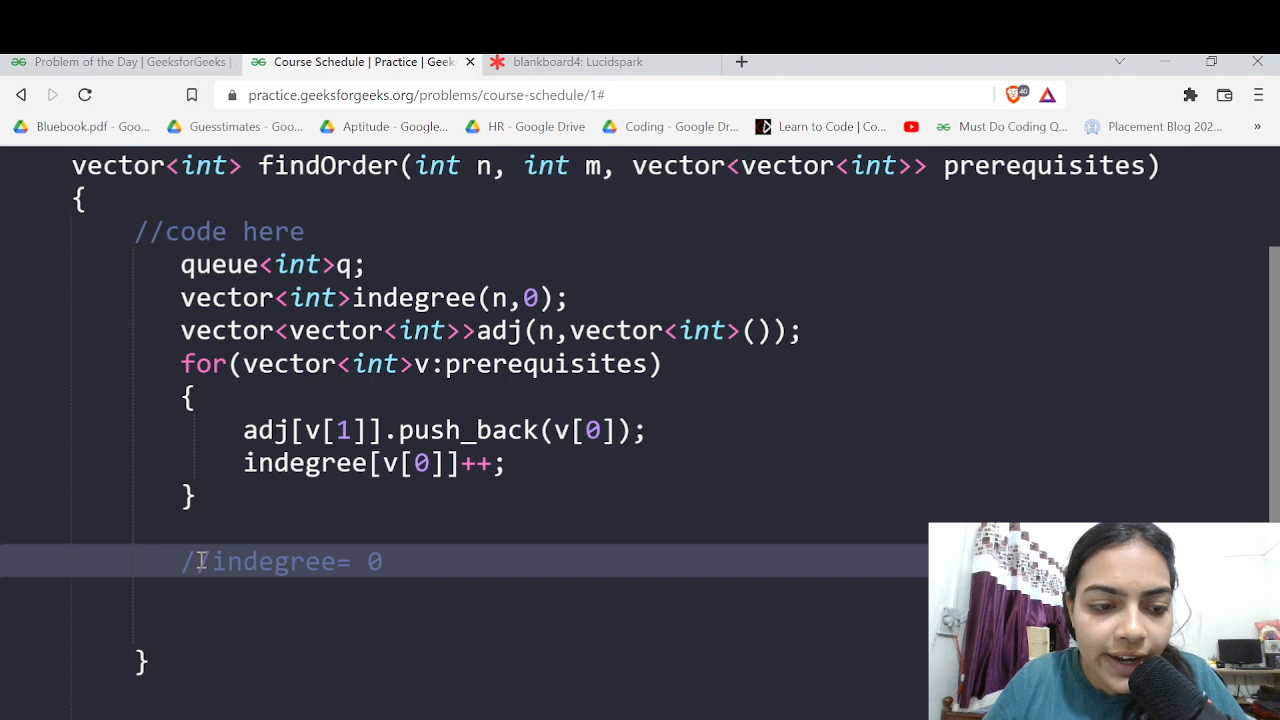 Problem of the Day | GeeksforGeeks |
Course Schedule | Practice | Geek
blankboard4: Lucidspark
practice.geeksforgeeks.org/problems/course-schedule/1#
40
Bluebook.pdf - Goo...
Guestimates - Goo...
Aptitude - Google...
HR - Google Drive
Coding - Google Dr...
Learn to Code | Co...
Must Do Coding Q...
Placement Blog 202...
vector<int> findOrder(int n, int m, vector<vector<int>> prerequisites)
{
//code here
queue<int>q;
vector<int>indegree(n,0);
vector<vector<int>>adj(n,vector<int>());
for(vector<int>v:prerequisites)
{
adj[v[1]].push_back(v[0]);
indegree[v[0]]++;
}
//indegree= 0
}